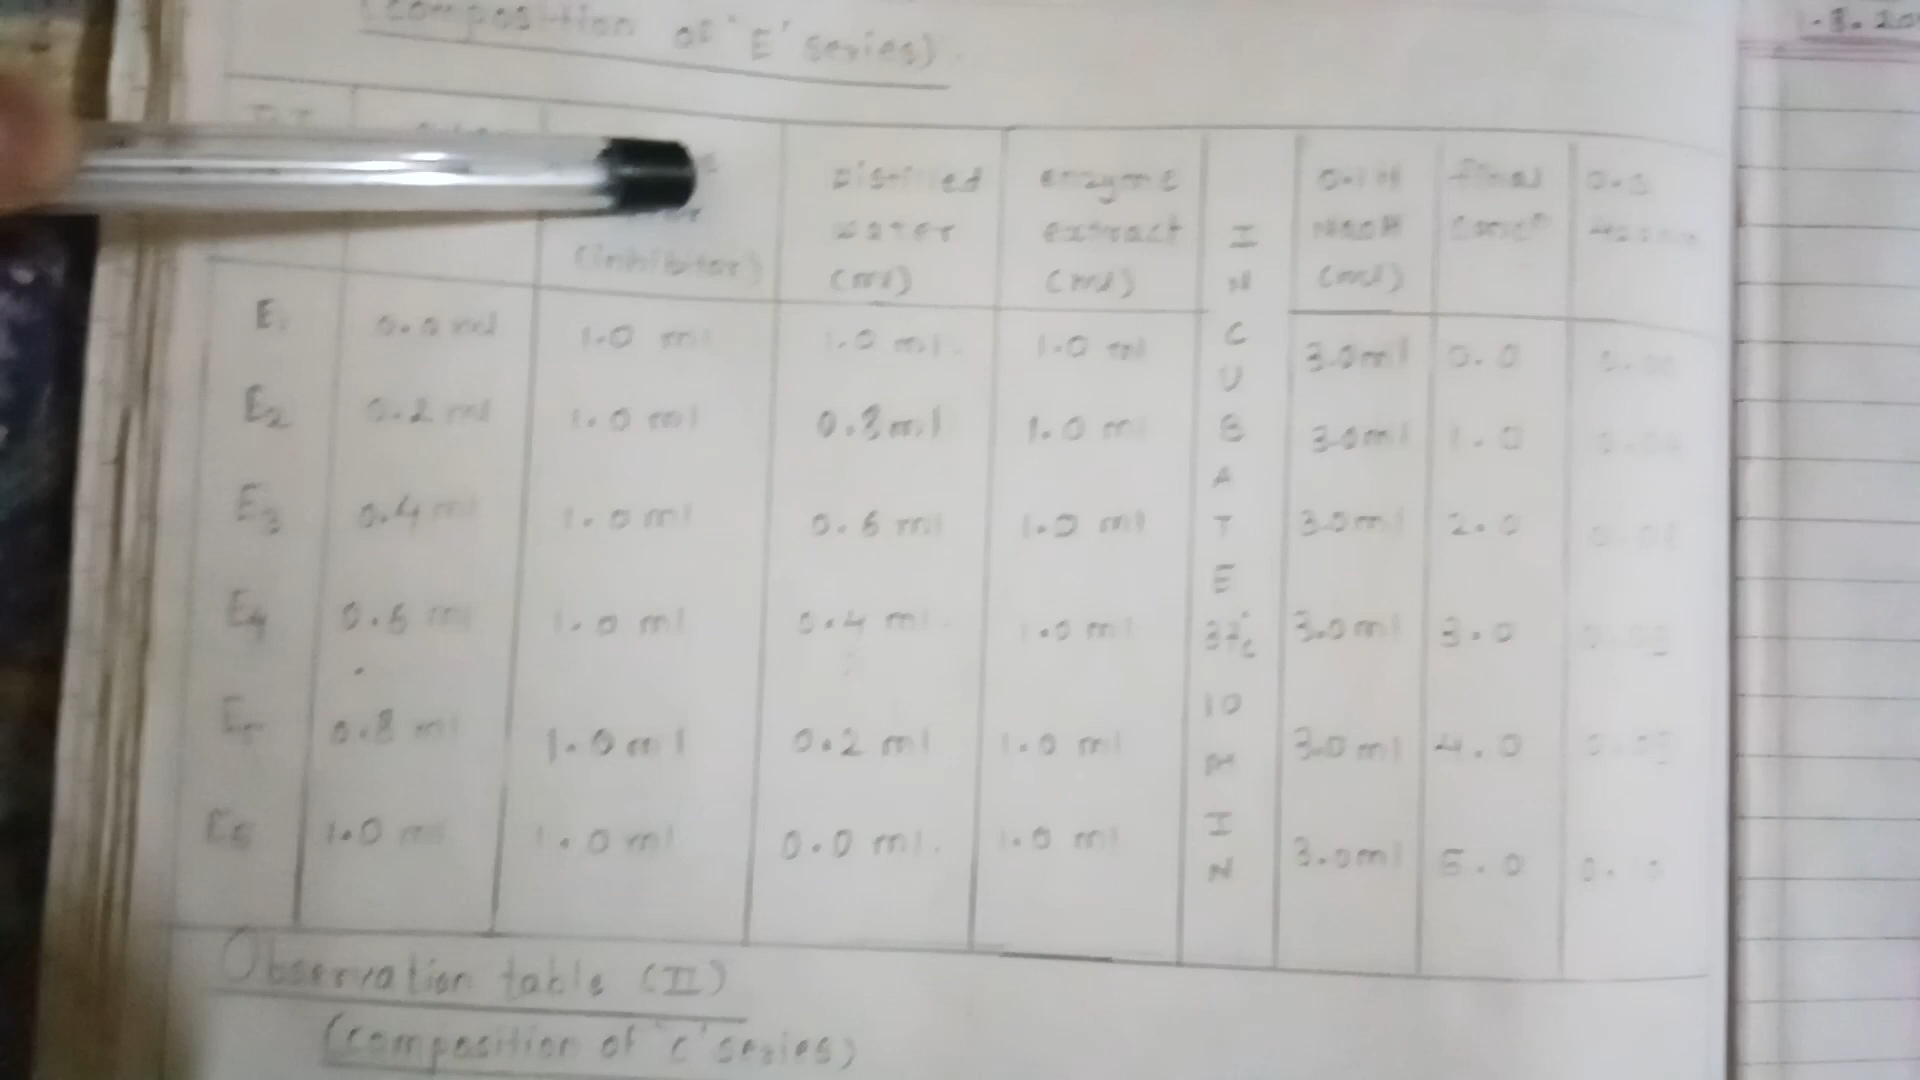 (composition of 'E' series).
1.8.20
(inhibitor)
Distilled water (ml)
enzyme extract (ml)
INCUBATE 37°C 10 MIN
0.1 N NaOH (ml)
final concn
E1 0.0 ml 1.0 ml 1.0 ml. 1.0 ml 3.0ml 0.0
E2 0.2 ml 1.0 ml 0.8ml 1.0 ml 3.0ml 1.0
E3 0.4 ml 1.0 ml 0.6 ml 1.0 ml 3.0ml 2.0
E4 0.6 ml 1.0 ml 0.4 ml. 1.0 ml 3.0ml 3.0
E5 0.8 ml 1.0 ml 0.2 ml 1.0 ml 3.0ml 4.0
E6 1.0 ml 1.0 ml 0.0 ml. 1.0 ml 3.0ml 5.0
Observation table (II)
(composition of 'c' series)